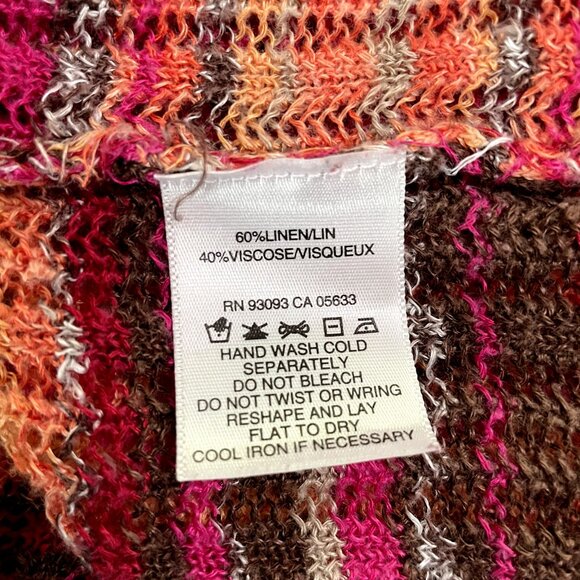 60%LINEN/LIN
40%VISCOSE/VISQUEUX
RN 93093 CA 05633
HAND WASH COLD
SEPARATELY
DO NOT BLEACH
DO NOT TWIST OR WRING
RESHAPE AND LAY
FLAT TO DRY
COOL IRON IF NECESSARY